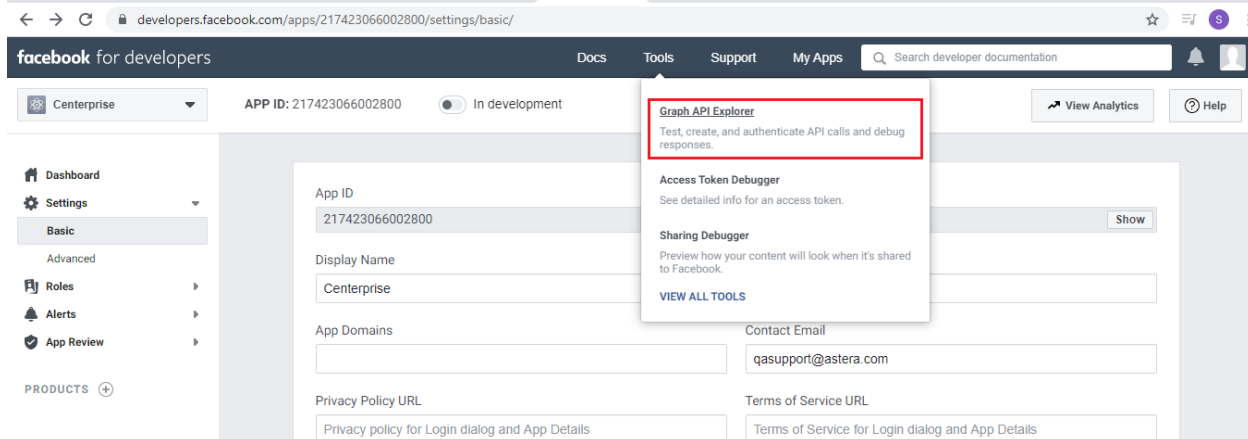 developers.facebook.com/apps/217423066002800/settings/basic/
S
facebook for developers
Docs
Tools
Support
My Apps
Search developer documentation
Centerprise
APP ID: 217423066002800
In development
View Analytics
? Help
Graph API Explorer
Test, create, and authenticate API calls and debug
responses.
Access Token Debugger
See detailed info for an access token.
Sharing Debugger
Preview how your content will look when it's shared
to Facebook.
VIEW ALL TOOLS
Dashboard
Settings
Basic
Advanced
Roles
Alerts
App Review
PRODUCTS
App ID
217423066002800
Show
Display Name
Centerprise
App Domains
Contact Email
qasupport@astera.com
Privacy Policy URL
Terms of Service URL
Privacy policy for Login dialog and App Details
Terms of Service for Login dialog and App Details